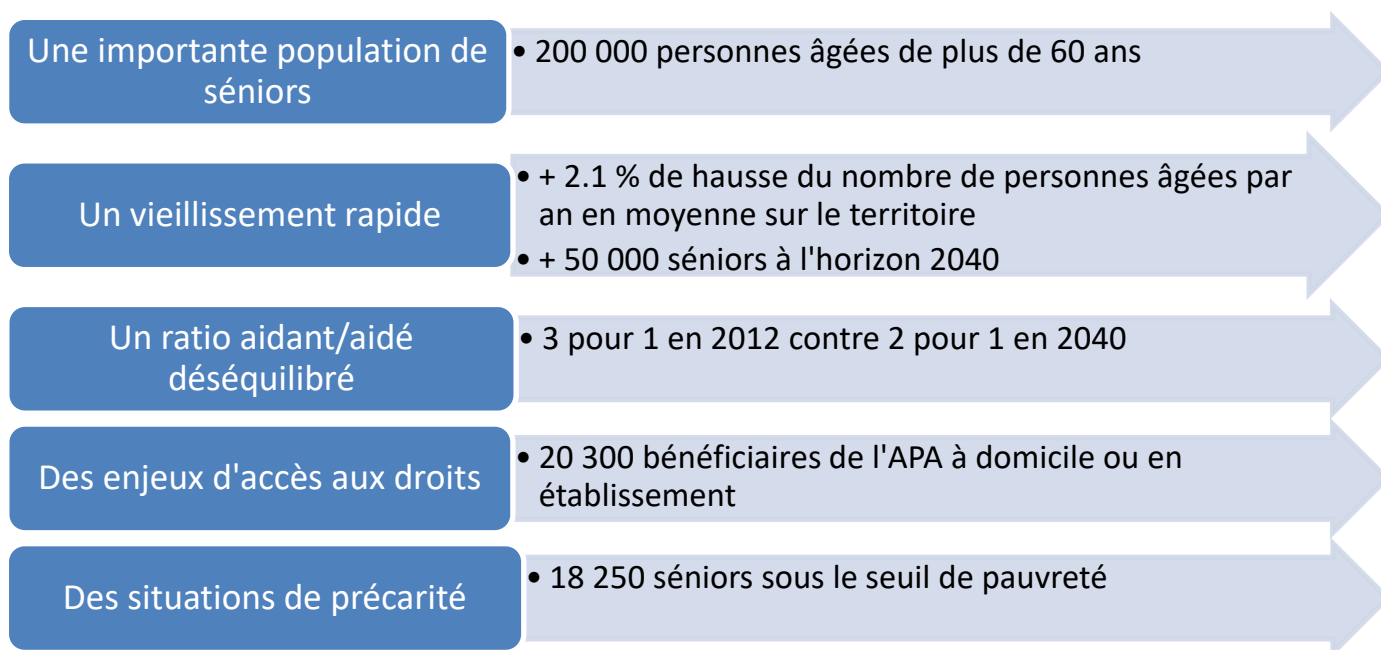 Une importante population de
séniors
• 200 000 personnes âgées de plus de 60 ans
Un vieillissement rapide
• + 2.1 % de hausse du nombre de personnes âgées par
an en moyenne sur le territoire
• + 50 000 séniors à l'horizon 2040
Un ratio aidant/aidé
déséquilibré
• 3 pour 1 en 2012 contre 2 pour 1 en 2040
Des enjeux d'accès aux droits
• 20 300 bénéficiaires de l'APA à domicile ou en
établissement
Des situations de précarité
• 18 250 séniors sous le seuil de pauvreté